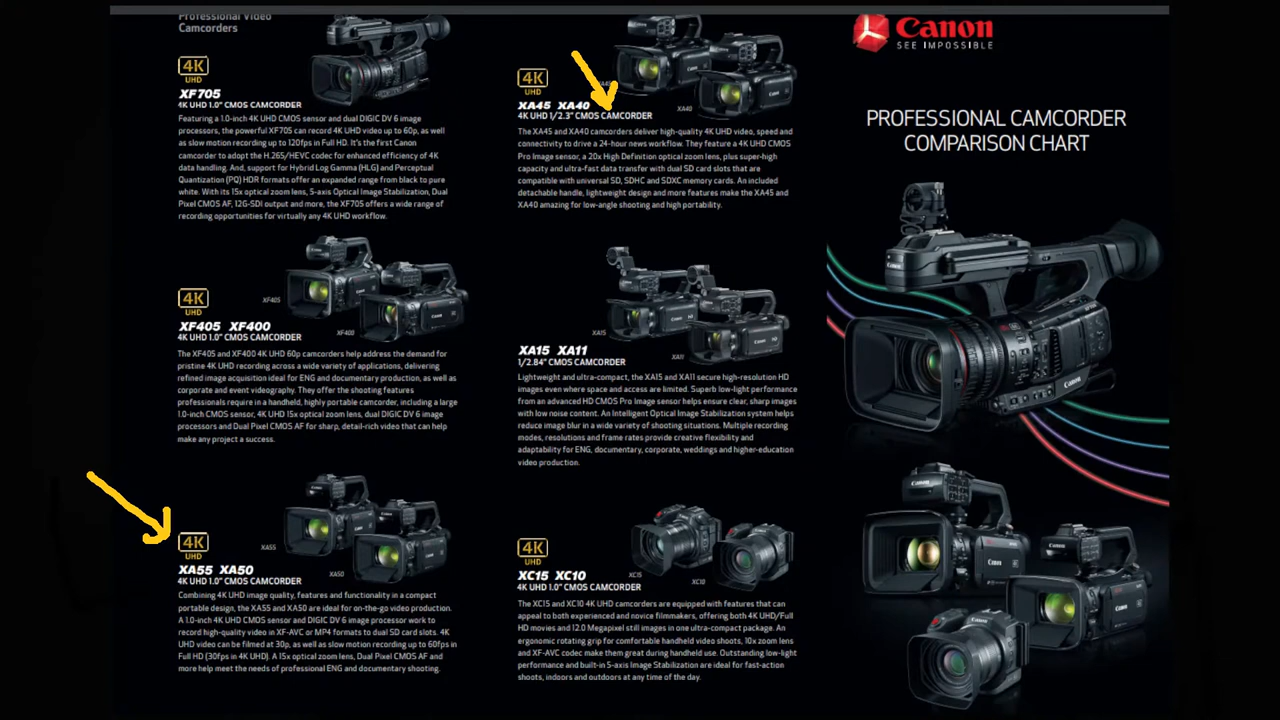 Professional Video
Camcorders
4K
UHD
XF705
4K UHD 1.0" CMOS CAMCORDER
Featuring a 1.0-inch 4K UHD CMOS sensor and dual DIGIC DV 6 image
processors, the powerful XF705 can record 4K UHD video up to 60p, as well
as slow motion recording up to 120fps in Full HD. It's the first Canon
camcorder to adopt the H.265/HEVC codec for enhanced efficiency of 4K
data handling. And, support for Hybrid Log Gamma (HLG) and Perceptual
Quantization (PQ) HDR formats offer an expanded range from black to pure
white. With its 15x optical zoom lens, 5-axis Optical Image Stabilization, Dual
Pixel CMOS AF, 12G-SDI output and more, the XF705 offers a wide range of
recording opportunities for virtually any 4K UHD workflow.
XF405
XF400
4K
UHD
XF405 XF400
4K UHD 1.0" CMOS CAMCORDER
The XF405 and XF400 4K UHD 60p camcorders help address the demand for
pristine 4K UHD recording across a wide variety of applications, delivering
refined image acquisition ideal for ENG and documentary production, as well as
corporate and event videography. They offer the shooting features
professionals require in a handheld, highly portable camcorder, including a large
1.0-inch CMOS sensor, 4K UHD 15x optical zoom lens, dual DIGIC DV 6 image
processors and Dual Pixel CMOS AF for sharp, detail-rich video that can help
make any project a success.
XA55
XA50
4K
UHD
XA55 XA50
4K UHD 1.0" CMOS CAMCORDER
Combining 4K UHD image quality, features and functionality in a compact
portable design, the XA55 and XA50 are ideal for on-the-go video production.
A 1.0-inch 4K UHD CMOS sensor and DIGIC DV 6 image processor work to
record high-quality video in XF-AVC or MP4 formats to dual SD card slots. 4K
UHD video can be filmed at 30p, as well as slow motion recording up to 60fps in
Full HD (30fps in 4K UHD). A 15x optical zoom lens, Dual Pixel CMOS AF and
more help meet the needs of professional ENG and documentary shooting.
XA40
4K
UHD
XA45 XA40
4K UHD 1/2.3" CMOS CAMCORDER
The XA45 and XA40 camcorders deliver high-quality 4K UHD video, speed and
connectivity to drive a 24-hour news workflow. They feature a 4K UHD CMOS
Pro Image sensor, a 20x High Definition optical zoom lens, plus super-high
capacity and ultra-fast data transfer with dual SD card slots that are
compatible with universal SD, SDHC and SDXC memory cards. An included
detachable handle, lightweight design and more features make the XA45 and
XA40 amazing for low-angle shooting and high portability.
XA15
XA11
XA15 XA11
1/2.84" CMOS CAMCORDER
Lightweight and ultra-compact, the XA15 and XA11 secure high-resolution HD
images even where space and access are limited. Superb low-light performance
from an advanced HD CMOS Pro Image sensor helps ensure clear, sharp images
with low noise content. An Intelligent Optical Image Stabilization system helps
reduce image blur in a wide variety of shooting situations. Multiple recording
modes, resolutions and frame rates provide creative flexibility and
adaptability for ENG, documentary, corporate, weddings and higher-education
video production.
XC15
XC10
4K
UHD
XC15 XC10
4K UHD 1.0" CMOS CAMCORDER
The XC15 and XC10 4K UHD camcorders are equipped with features that can
appeal to both experienced and novice filmmakers, offering both 4K UHD/Full
HD movies and 12.0 Megapixel still images in one ultra-compact package. An
ergonomic rotating grip for comfortable handheld video shoots, 10x zoom lens
and XF-AVC codec make them great during handheld use. Outstanding low-light
performance and built-in 5-axis Image Stabilization are ideal for fast-action
shoots, indoors and outdoors at any time of the day.
Canon
SEE IMPOSSIBLE
PROFESSIONAL CAMCORDER
COMPARISON CHART
Canon
Canon
Canon
Canon
Canon